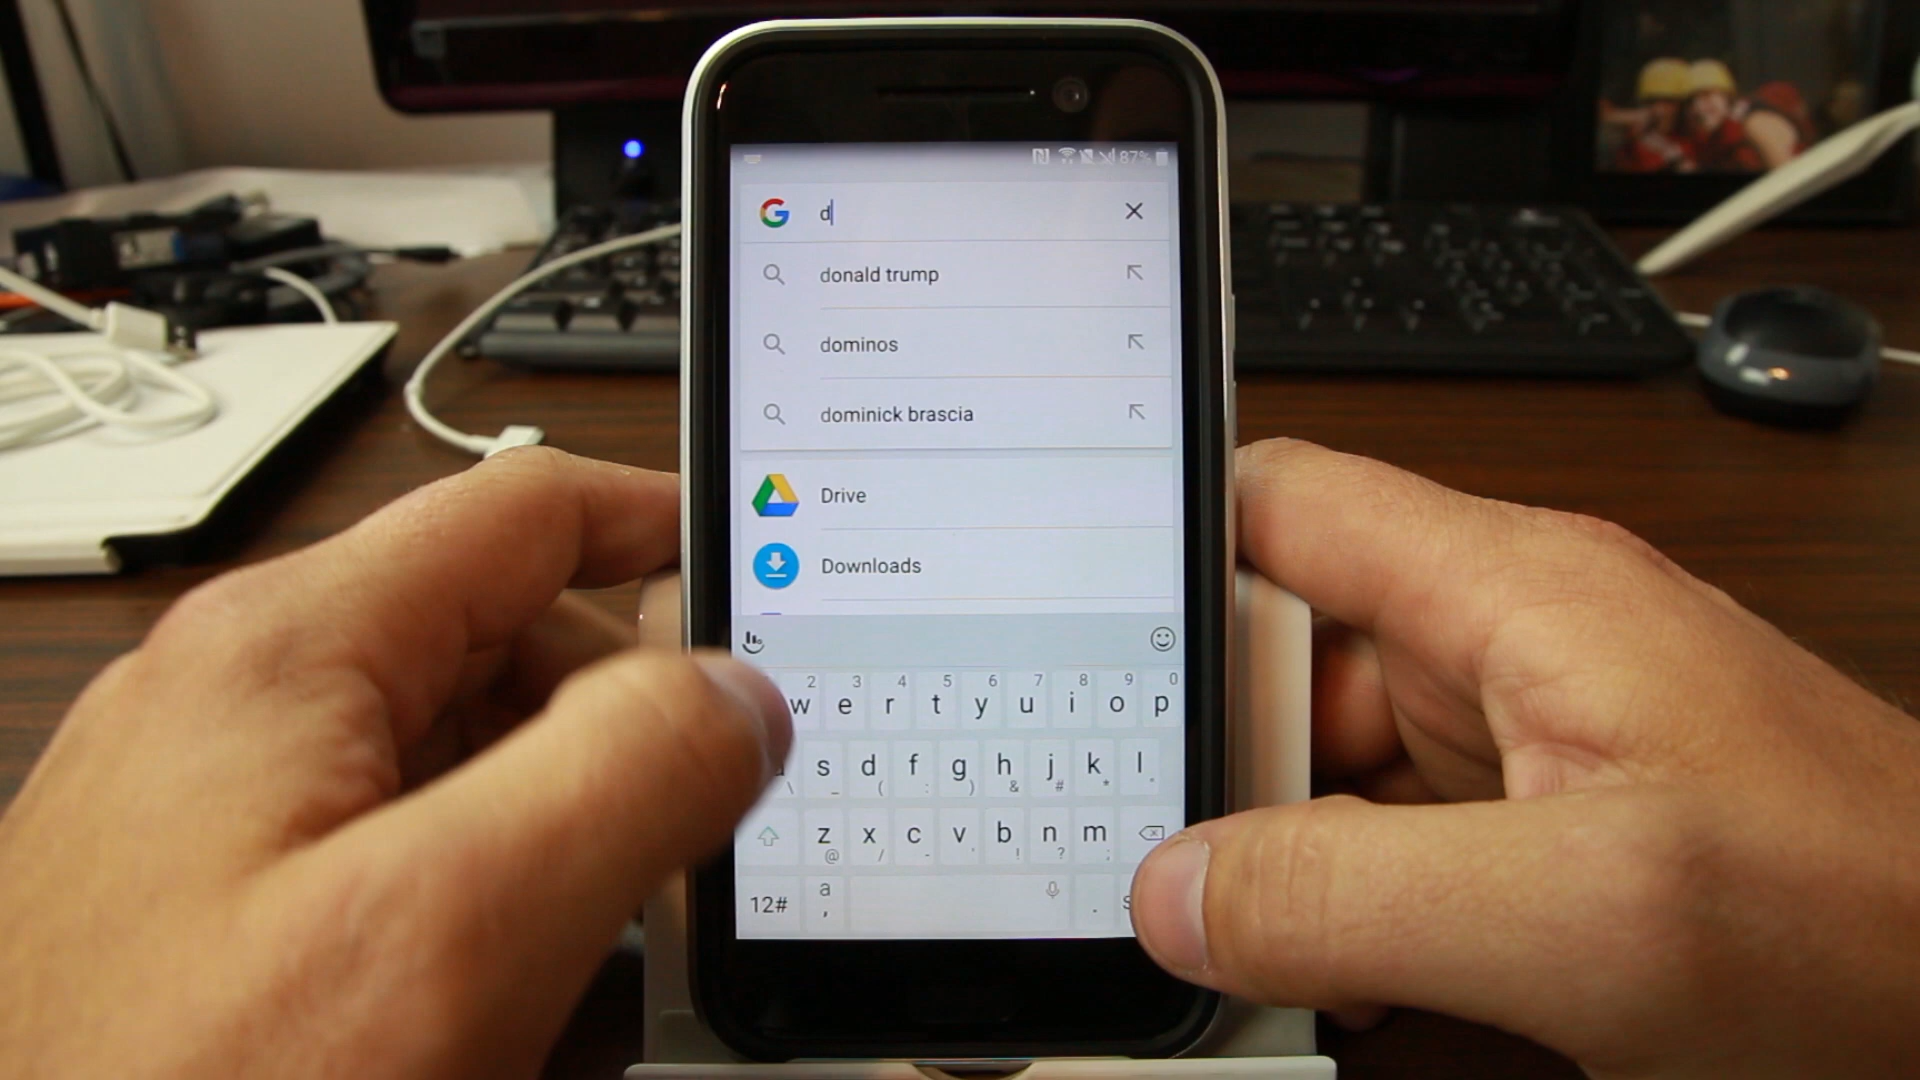 87%
d
donald trump
dominos
dominick brascia
Drive
Downloads
2 3 4 5 6 7 8 9 0
w e r t y u i o p
s d f g h j k l
\ _ ( : ) & # * .
z x c v b n m
@ / - ' ! ? ;
12# a , .